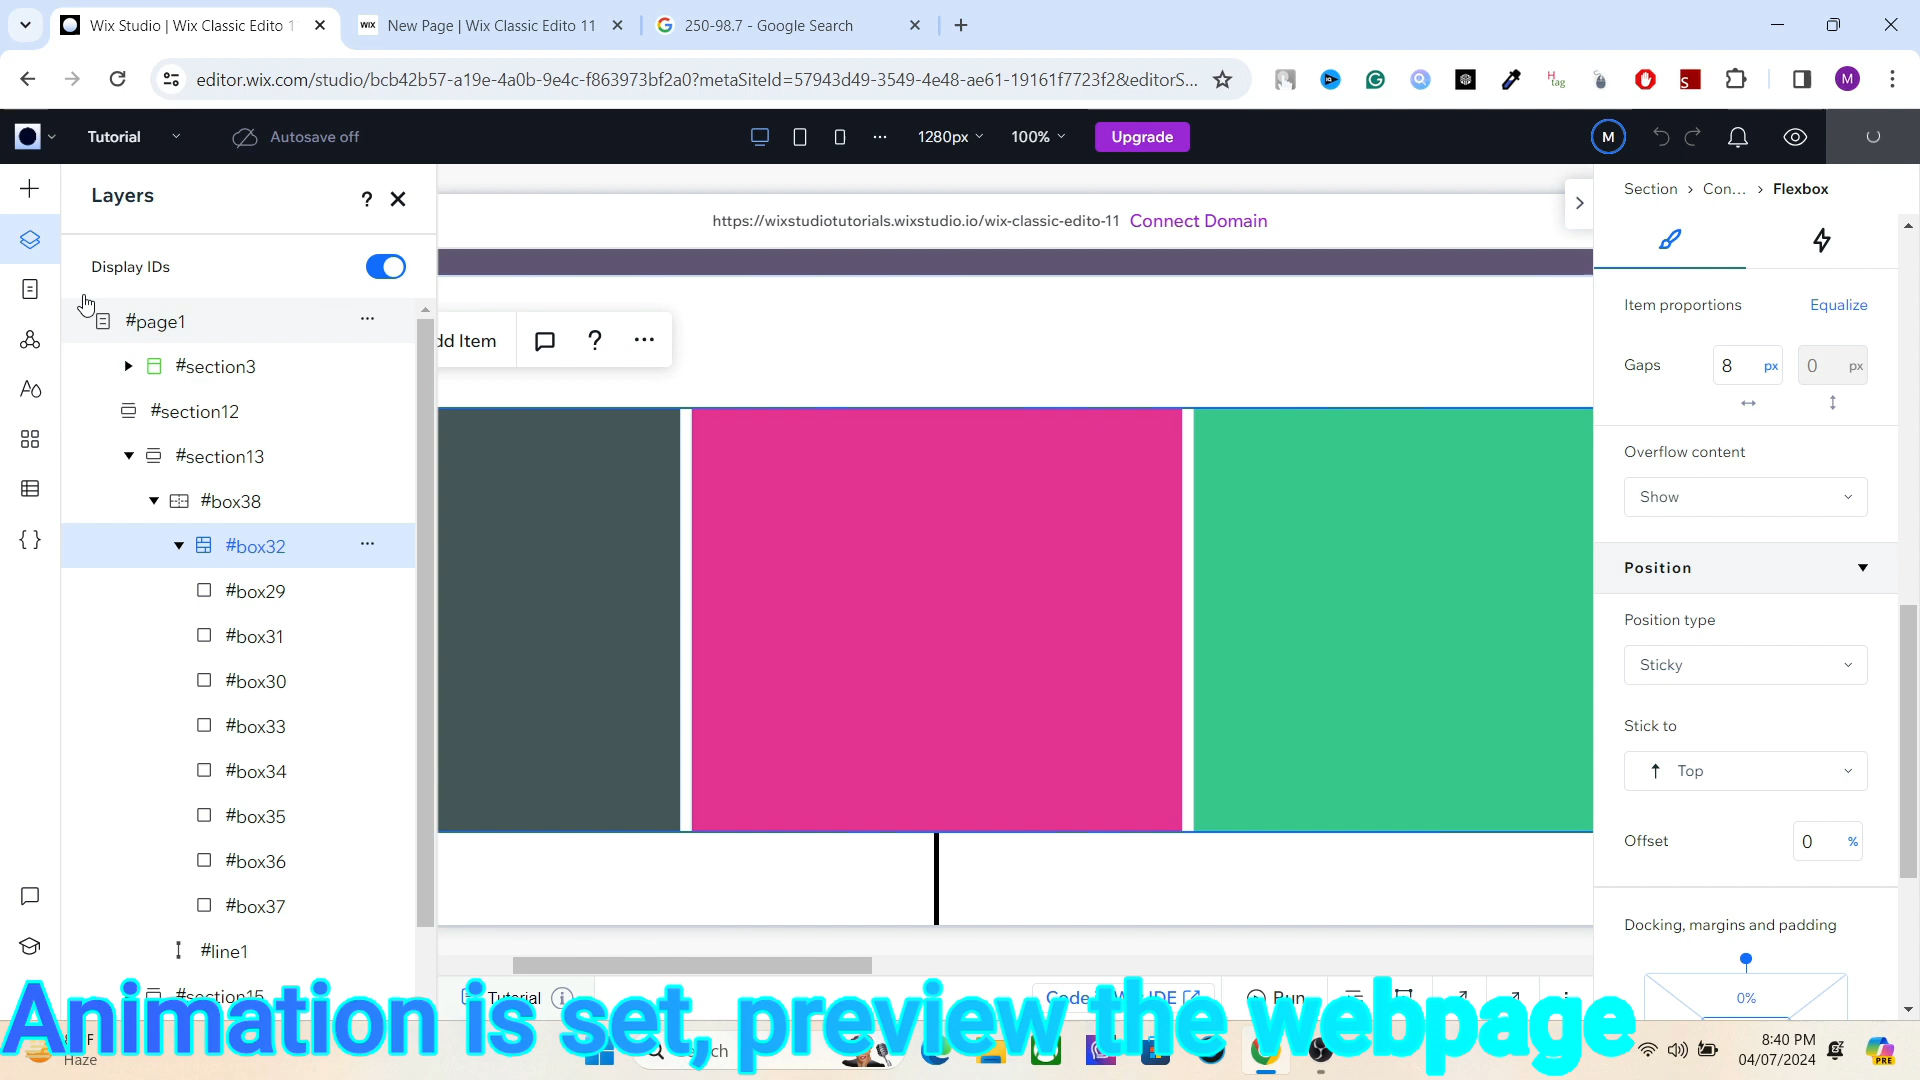 Wix Studio | Wix Classic Edito 1
New Page | Wix Classic Edito 11
250-98.7 - Google Search
editor.wix.com/studio/bcb42b57-a19e-4a0b-9e4c-f863973bf2a0?metaSiteId=57943d49-3549-4e48-ae61-19161f7723f2&editorS...
Tutorial
Autosave off
1280px
100%
Upgrade
M
Layers
?
Display IDs
#page1
#section3
#section12
#section13
#box38
#box32
#box29
#box31
#box30
#box33
#box34
#box35
#box36
#box37
#line1
#section15
https://wixstudiotutorials.wixstudio.io/wix-classic-edito-11 Connect Domain
dd Item
?
Section > Con... > Flexbox
Item proportions
Equalize
Gaps
8 px
0 px
Overflow content
Show
Position
Position type
Sticky
Stick to
Top
Offset
0 %
Docking, margins and padding
0%
Tutorial
Run
Animation is set, preview the webpage
Haze
8:40 PM
04/07/2024